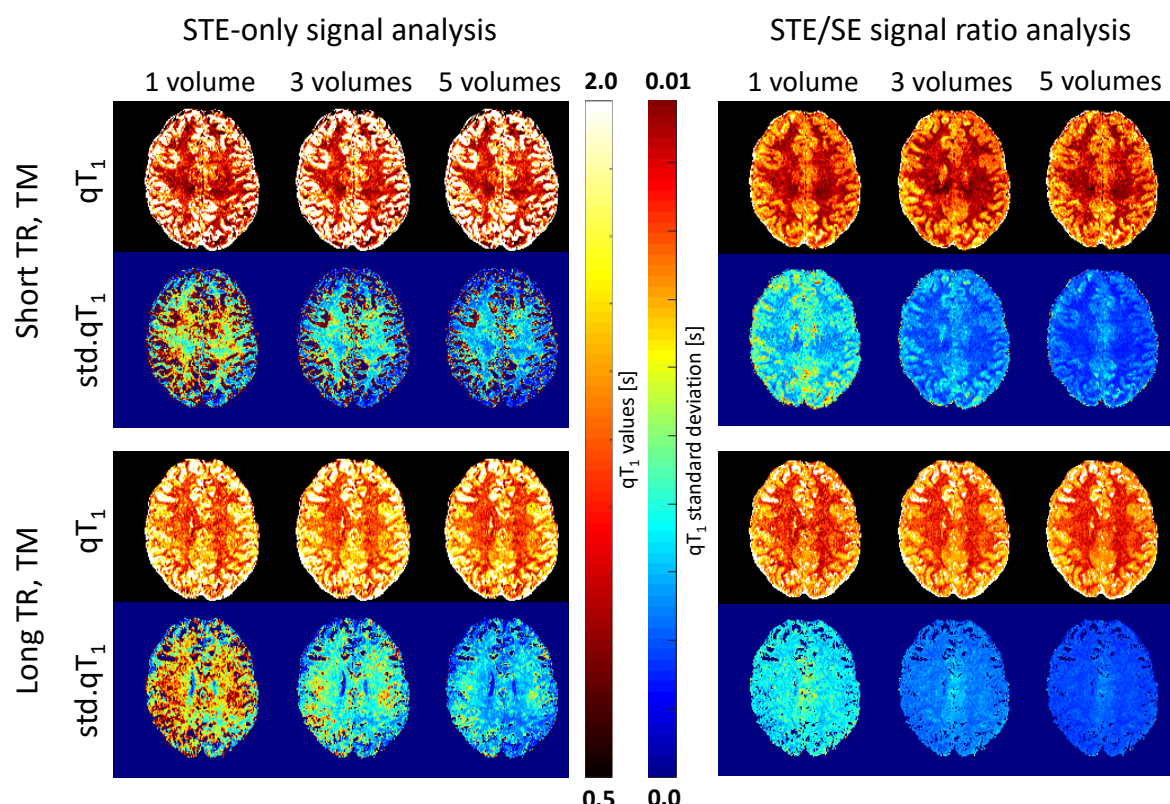 STE-only signal analysis
STE/SE signal ratio analysis
1 volume
3 volumes
5 volumes
2.0
0.01
1 volume
3 volumes
5 volumes
Short TR, TM
qT₁
std.qT₁
Long TR, TM
qT₁
std.qT₁
qT₁ values [s]
qT₁ standard deviation [s]
0.5
0.0